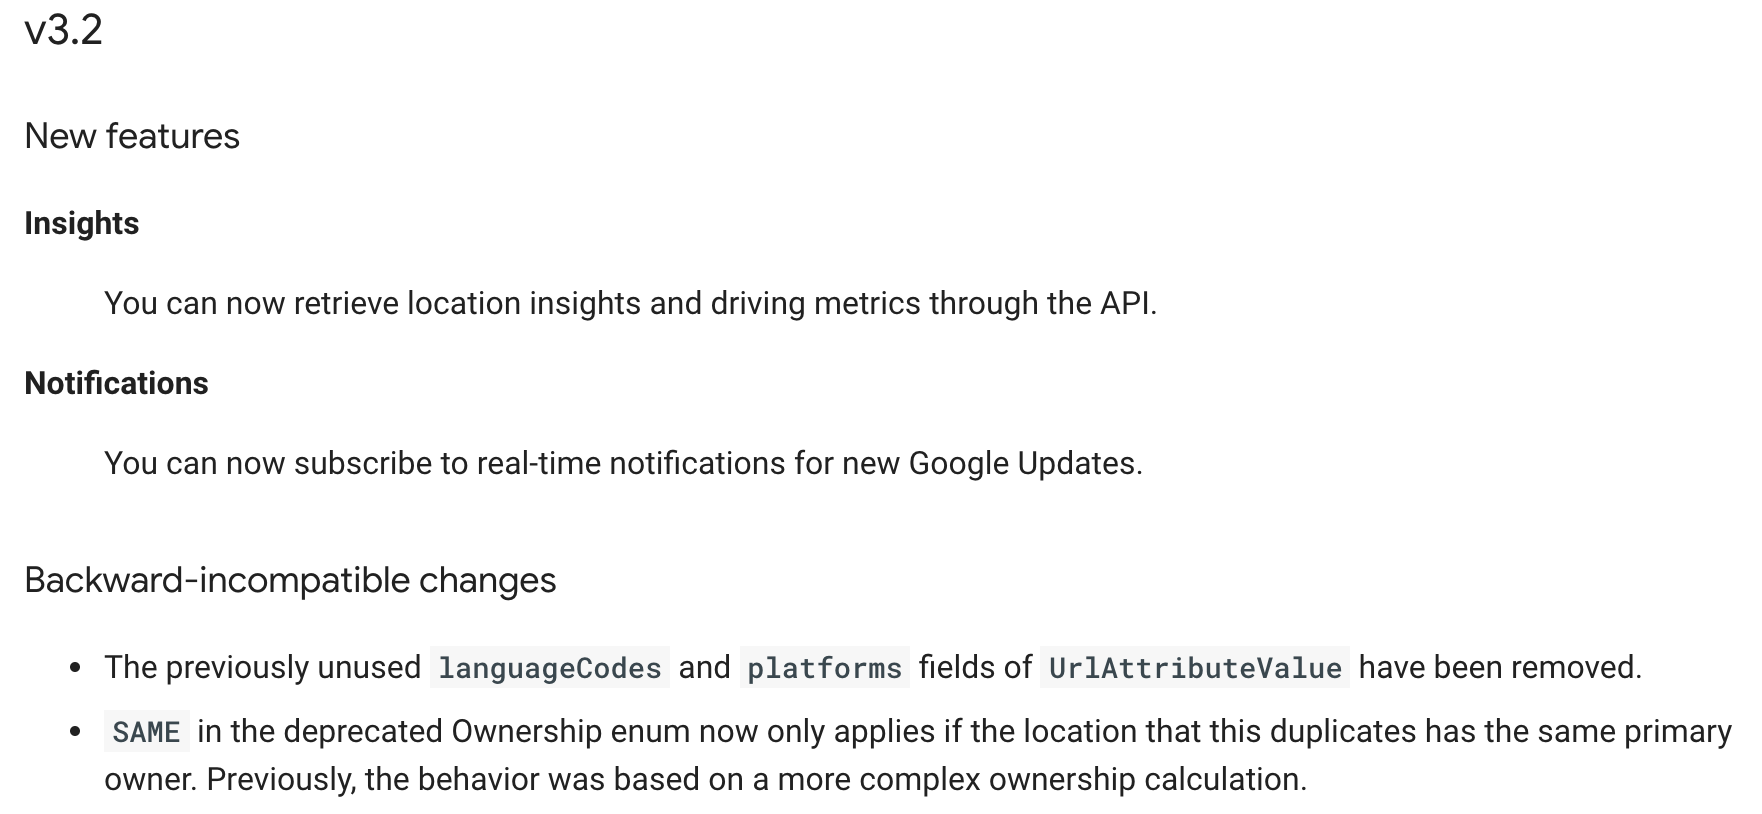 v3.2
New features
Insights
You can now retrieve location insights and driving metrics through the API.
Notifications
You can now subscribe to real-time notifications for new Google Updates.
Backward-incompatible changes
• The previously unused languageCodes and platforms fields of UrlAttributeValue have been removed.
• SAME in the deprecated Ownership enum now only applies if the location that this duplicates has the same primary
owner. Previously, the behavior was based on a more complex ownership calculation.